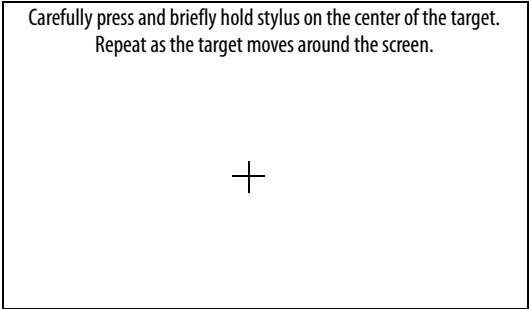 Carefully press and briefly hold stylus on the center of the target.
Repeat as the target moves around the screen.